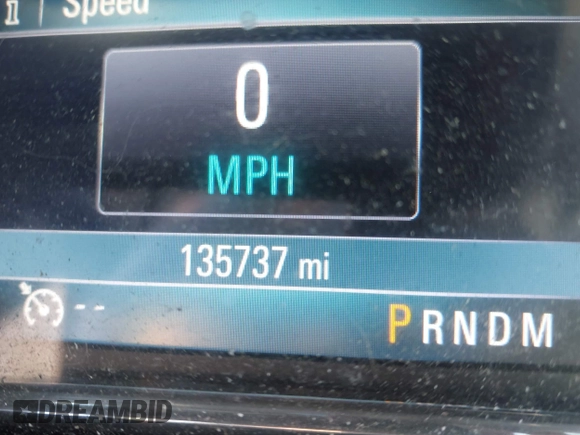 i | Speed
0
MPH
135737 mi
--
PRNDM
DREAMBID